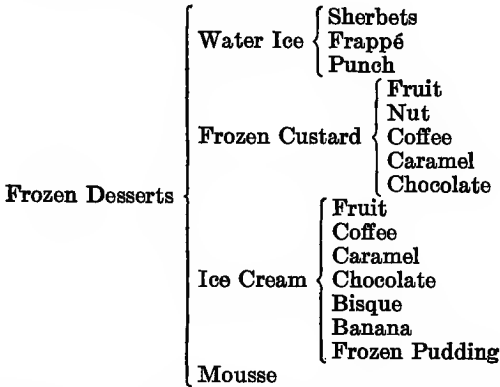 Sherbets
Water Ice Frappé
Punch
Fruit
Nut
Frozen Custard Coffee
Caramel
Chocolate
Frozen Desserts
Fruit
Coffee
Caramel
Ice Cream Chocolate
Bisque
Banana
Frozen Pudding
Mousse